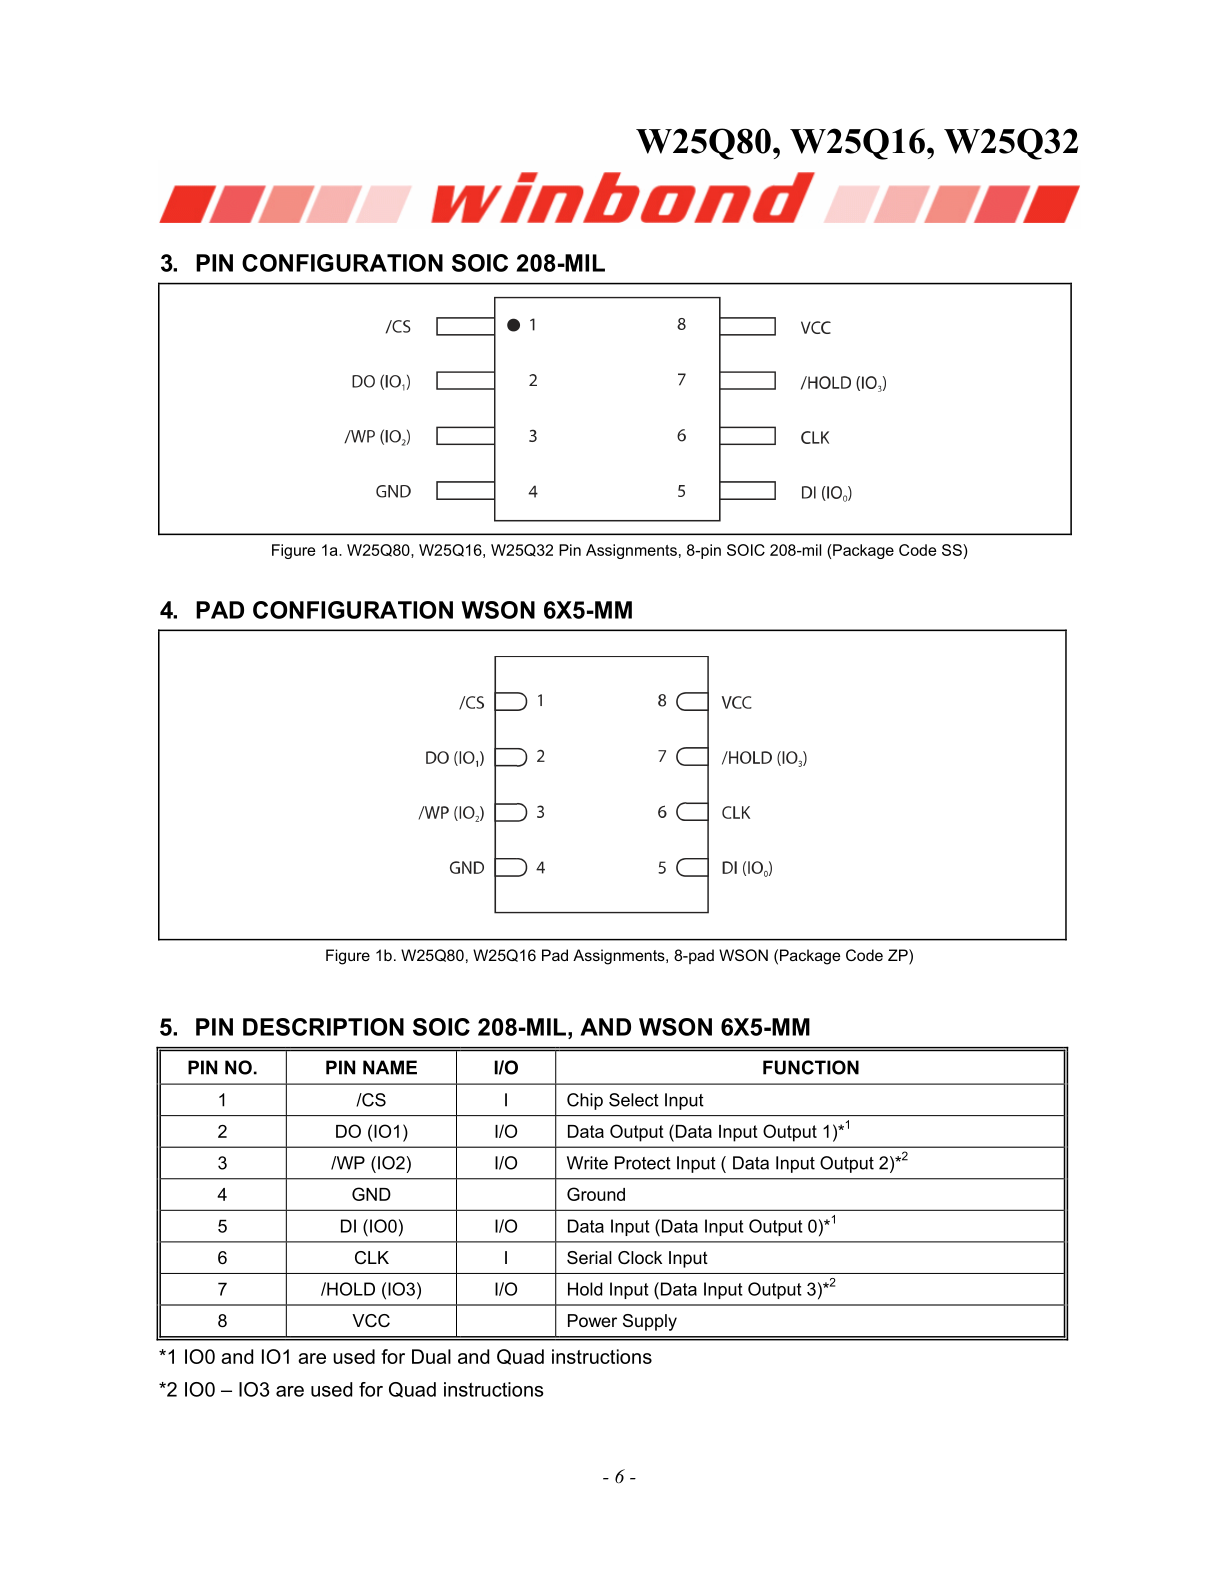 W25Q80, W25Q16, W25Q32
winbond
3. PIN CONFIGURATION SOIC 208-MIL
/CS 1 8 VCC
DO (IO₁) 2 7 /HOLD (IO₃)
/WP (IO₂) 3 6 CLK
GND 4 5 DI (IO₀)
Figure 1a. W25Q80, W25Q16, W25Q32 Pin Assignments, 8-pin SOIC 208-mil (Package Code SS)
4. PAD CONFIGURATION WSON 6X5-MM
/CS 1 8 VCC
DO (IO₁) 2 7 /HOLD (IO₃)
/WP (IO₂) 3 6 CLK
GND 4 5 DI (IO₀)
Figure 1b. W25Q80, W25Q16 Pad Assignments, 8-pad WSON (Package Code ZP)
5. PIN DESCRIPTION SOIC 208-MIL, AND WSON 6X5-MM
PIN NO. PIN NAME I/O FUNCTION
1 /CS I Chip Select Input
2 DO (IO1) I/O Data Output (Data Input Output 1)*¹
3 /WP (IO2) I/O Write Protect Input ( Data Input Output 2)*²
4 GND Ground
5 DI (IO0) I/O Data Input (Data Input Output 0)*¹
6 CLK I Serial Clock Input
7 /HOLD (IO3) I/O Hold Input (Data Input Output 3)*²
8 VCC Power Supply
*1 IO0 and IO1 are used for Dual and Quad instructions
*2 IO0 – IO3 are used for Quad instructions
- 6 -